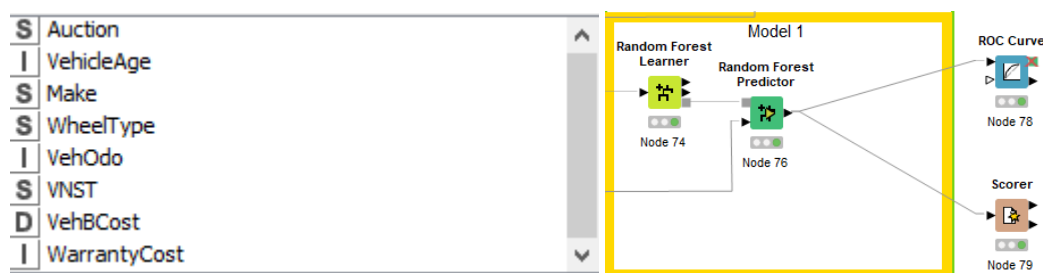 S Auction
I VehicleAge
S Make
S WheelType
I VehOdo
S VNST
D VehBCost
I WarrantyCost
Model 1
Random Forest
Learner
Node 74
Random Forest
Predictor
Node 76
ROC Curve
Node 78
Scorer
Node 79